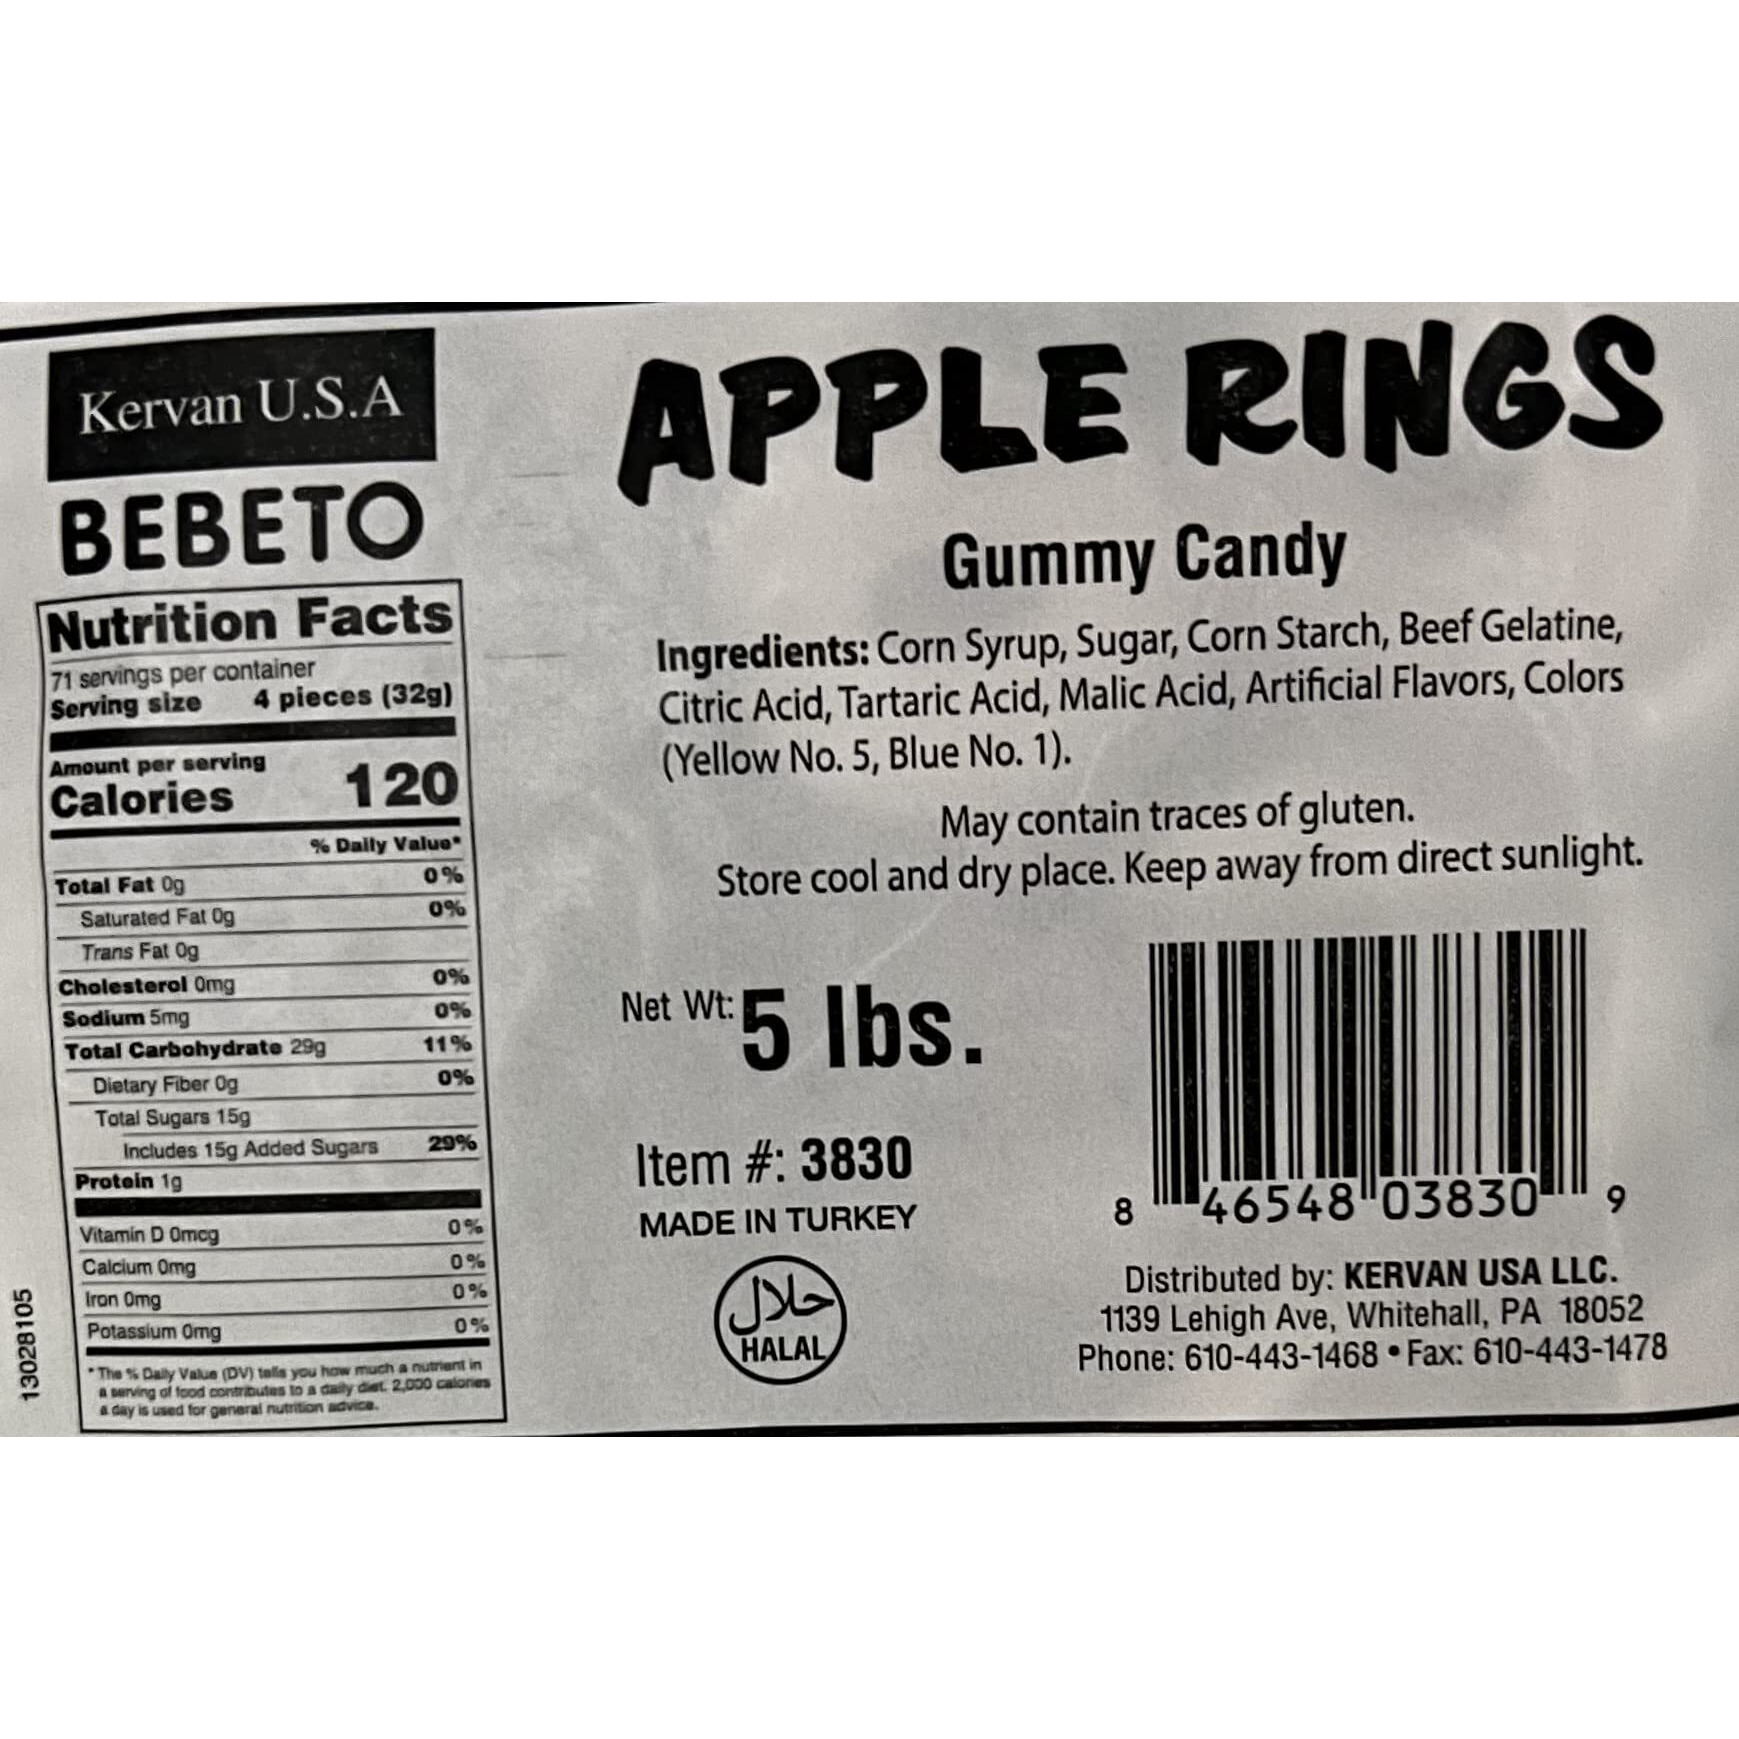 Kervan U.S.A
BEBETO
Nutrition Facts
71 servings per container
Serving size 4 pieces (32g)
Amount per serving
Calories 120
% Daily Value*
Total Fat 0g 0%
Saturated Fat 0g 0%
Trans Fat 0g
Cholesterol 0mg 0%
Sodium 5mg 0%
Total Carbohydrate 29g 11%
Dietary Fiber 0g 0%
Total Sugars 15g
Includes 15g Added Sugars 29%
Protein 1g
Vitamin D 0mcg 0%
Calcium 0mg 0%
Iron 0mg 0%
Potassium 0mg 0%
*The % Daily Value (DV) tells you how much a nutrient in
a serving of food contributes to a daily diet. 2,000 calories
a day is used for general nutrition advice.
13028105
APPLE RINGS
Gummy Candy
Ingredients: Corn Syrup, Sugar, Corn Starch, Beef Gelatine,
Citric Acid, Tartaric Acid, Malic Acid, Artificial Flavors, Colors
(Yellow No. 5, Blue No. 1).
May contain traces of gluten.
Store cool and dry place. Keep away from direct sunlight.
Net Wt: 5 lbs.
Item #: 3830
MADE IN TURKEY
حلال
HALAL
8 46548 03830 9
Distributed by: KERVAN USA LLC.
1139 Lehigh Ave, Whitehall, PA 18052
Phone: 610-443-1468 • Fax: 610-443-1478